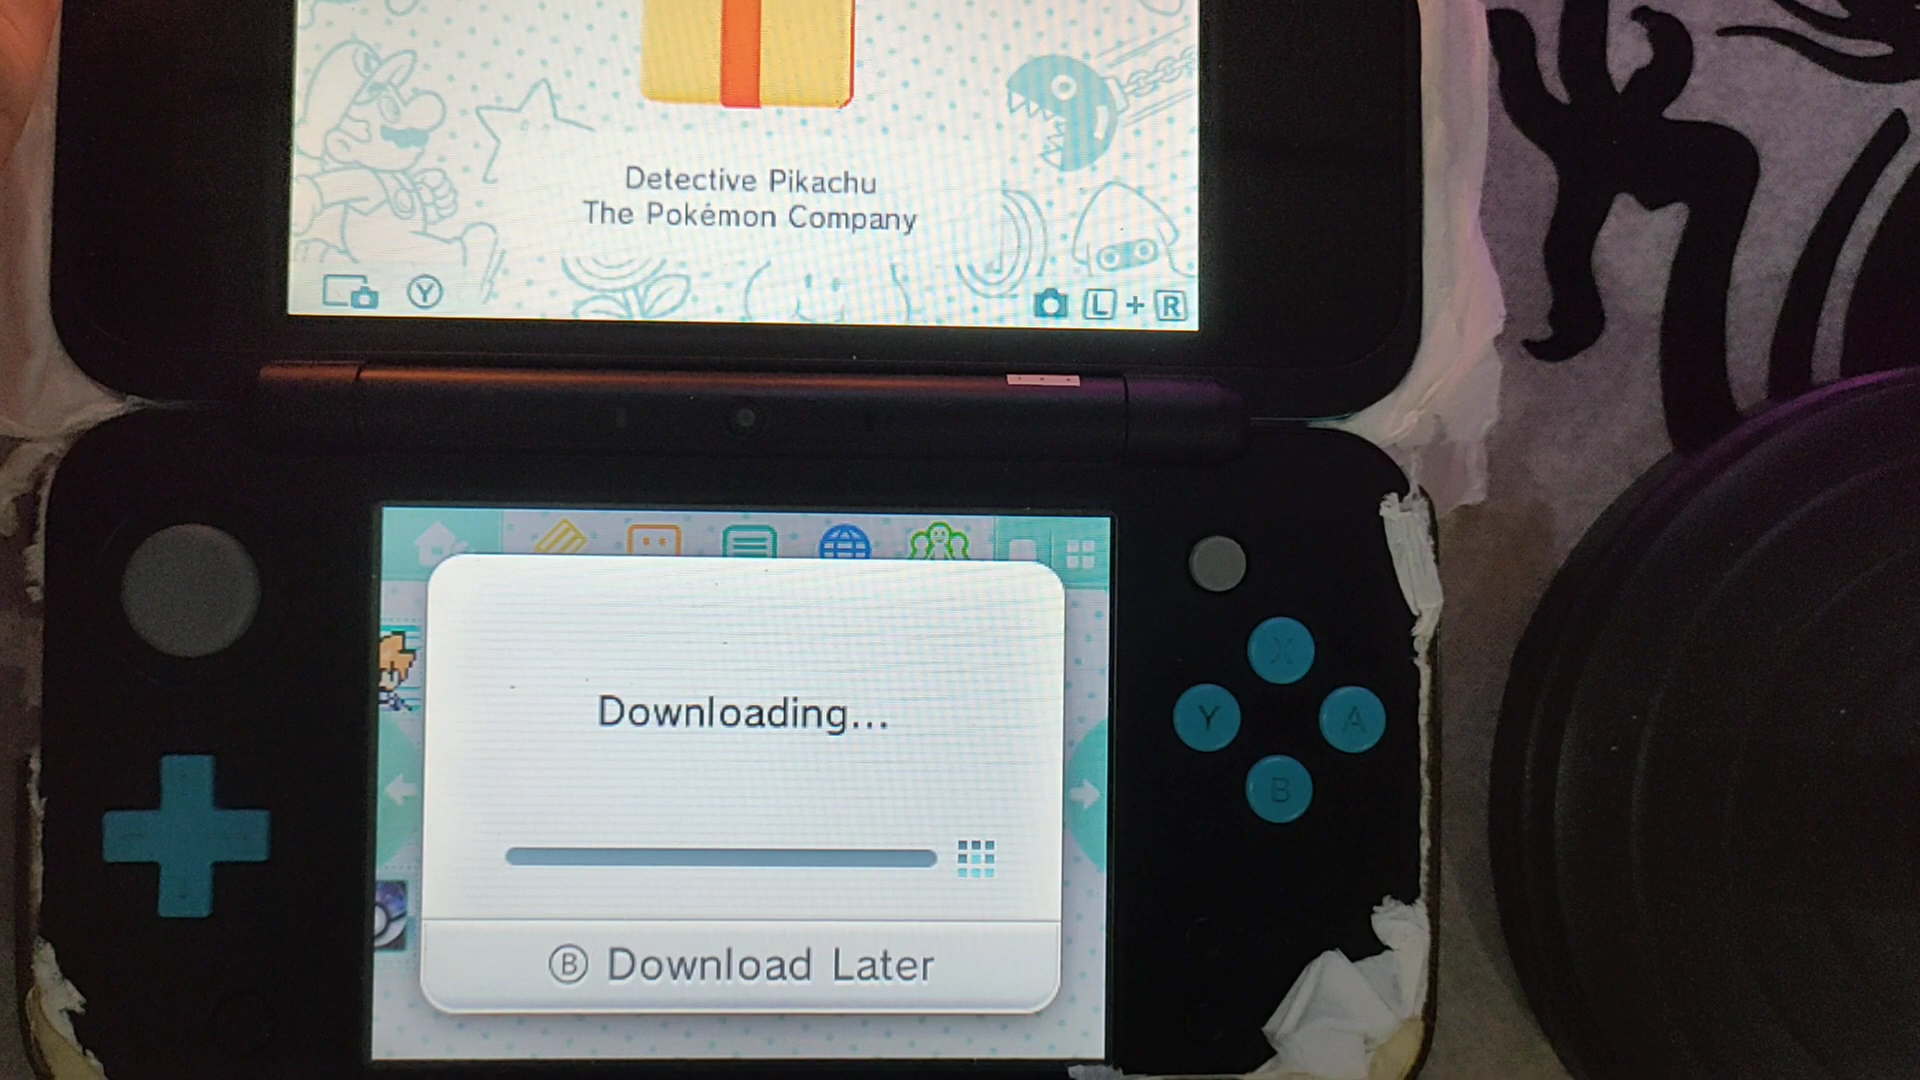 Detective Pikachu
The Pokémon Company
Y
L + R
Downloading...
B Download Later
X
Y
A
B